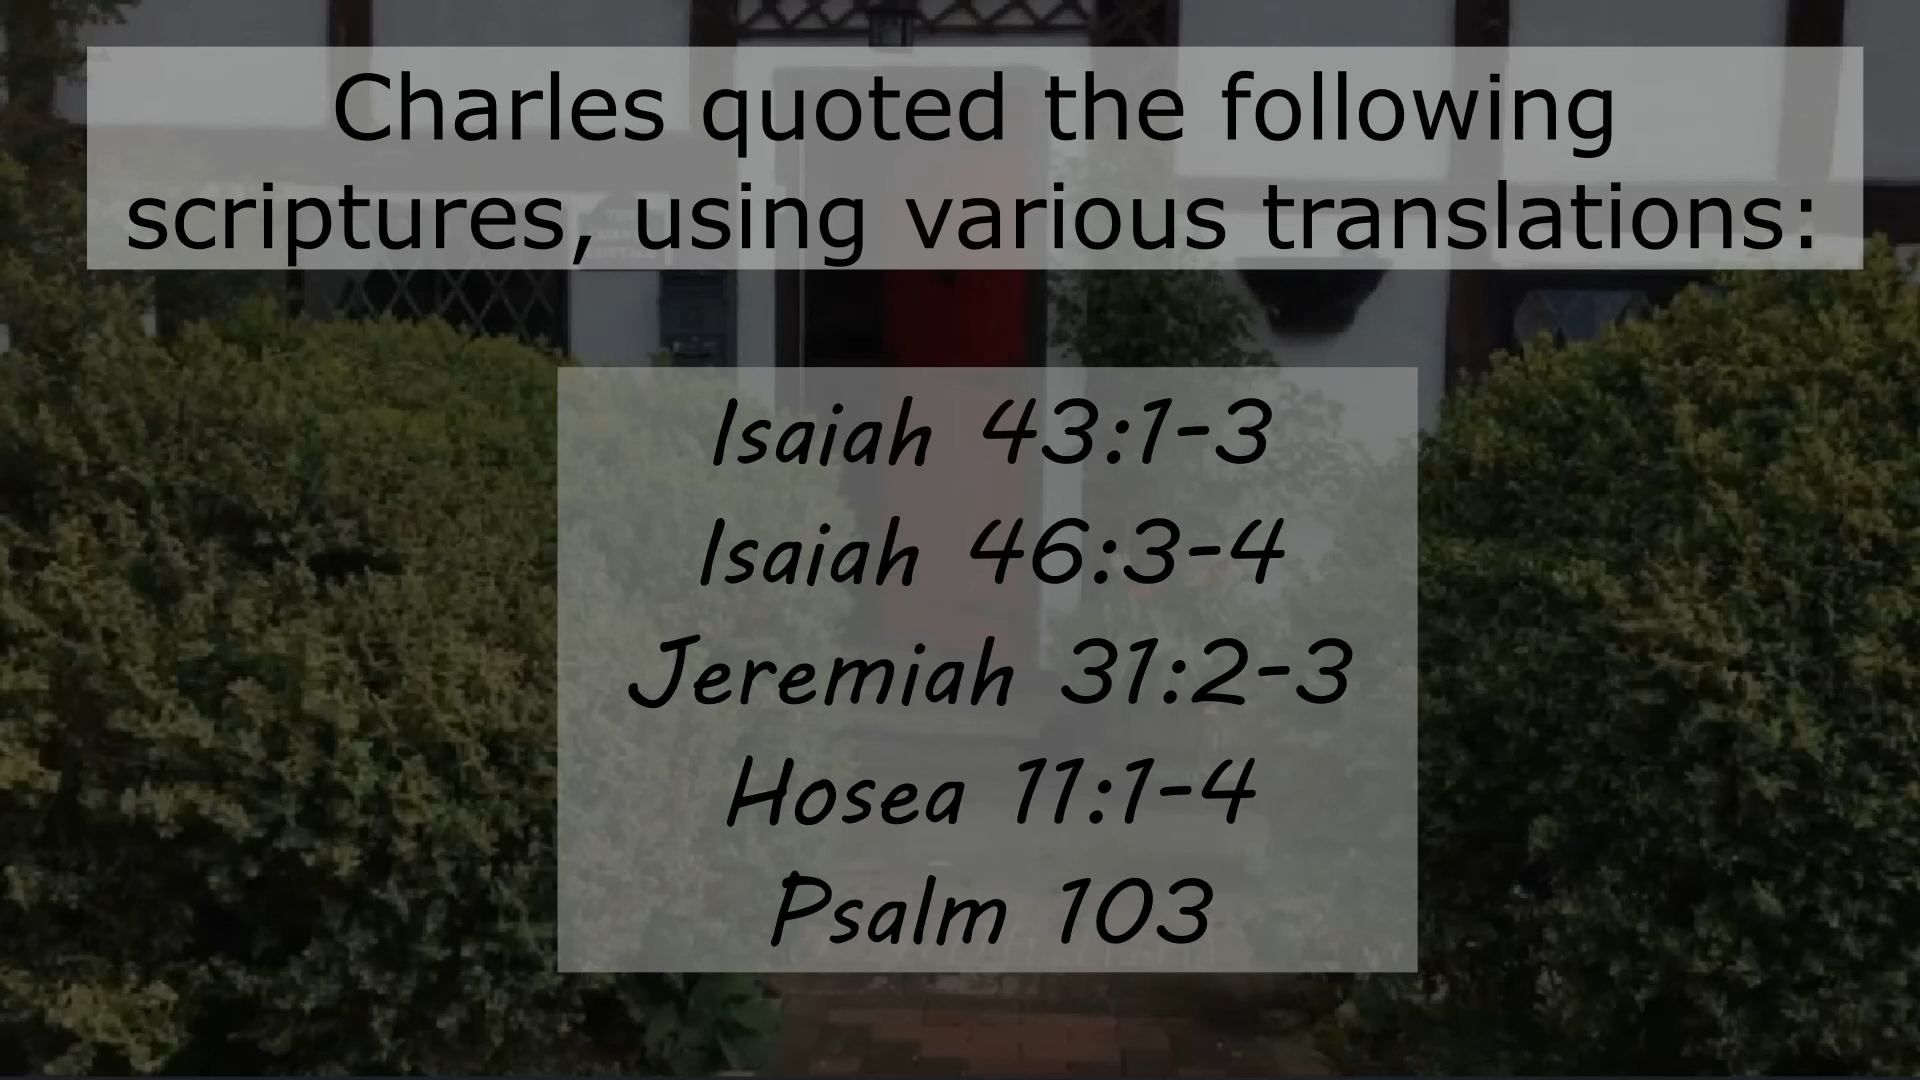 Charles quoted the following
scriptures, using various translations:
Isaiah 43:1-3
Isaiah 46:3-4
Jeremiah 31:2-3
Hosea 11:1-4
Psalm 103